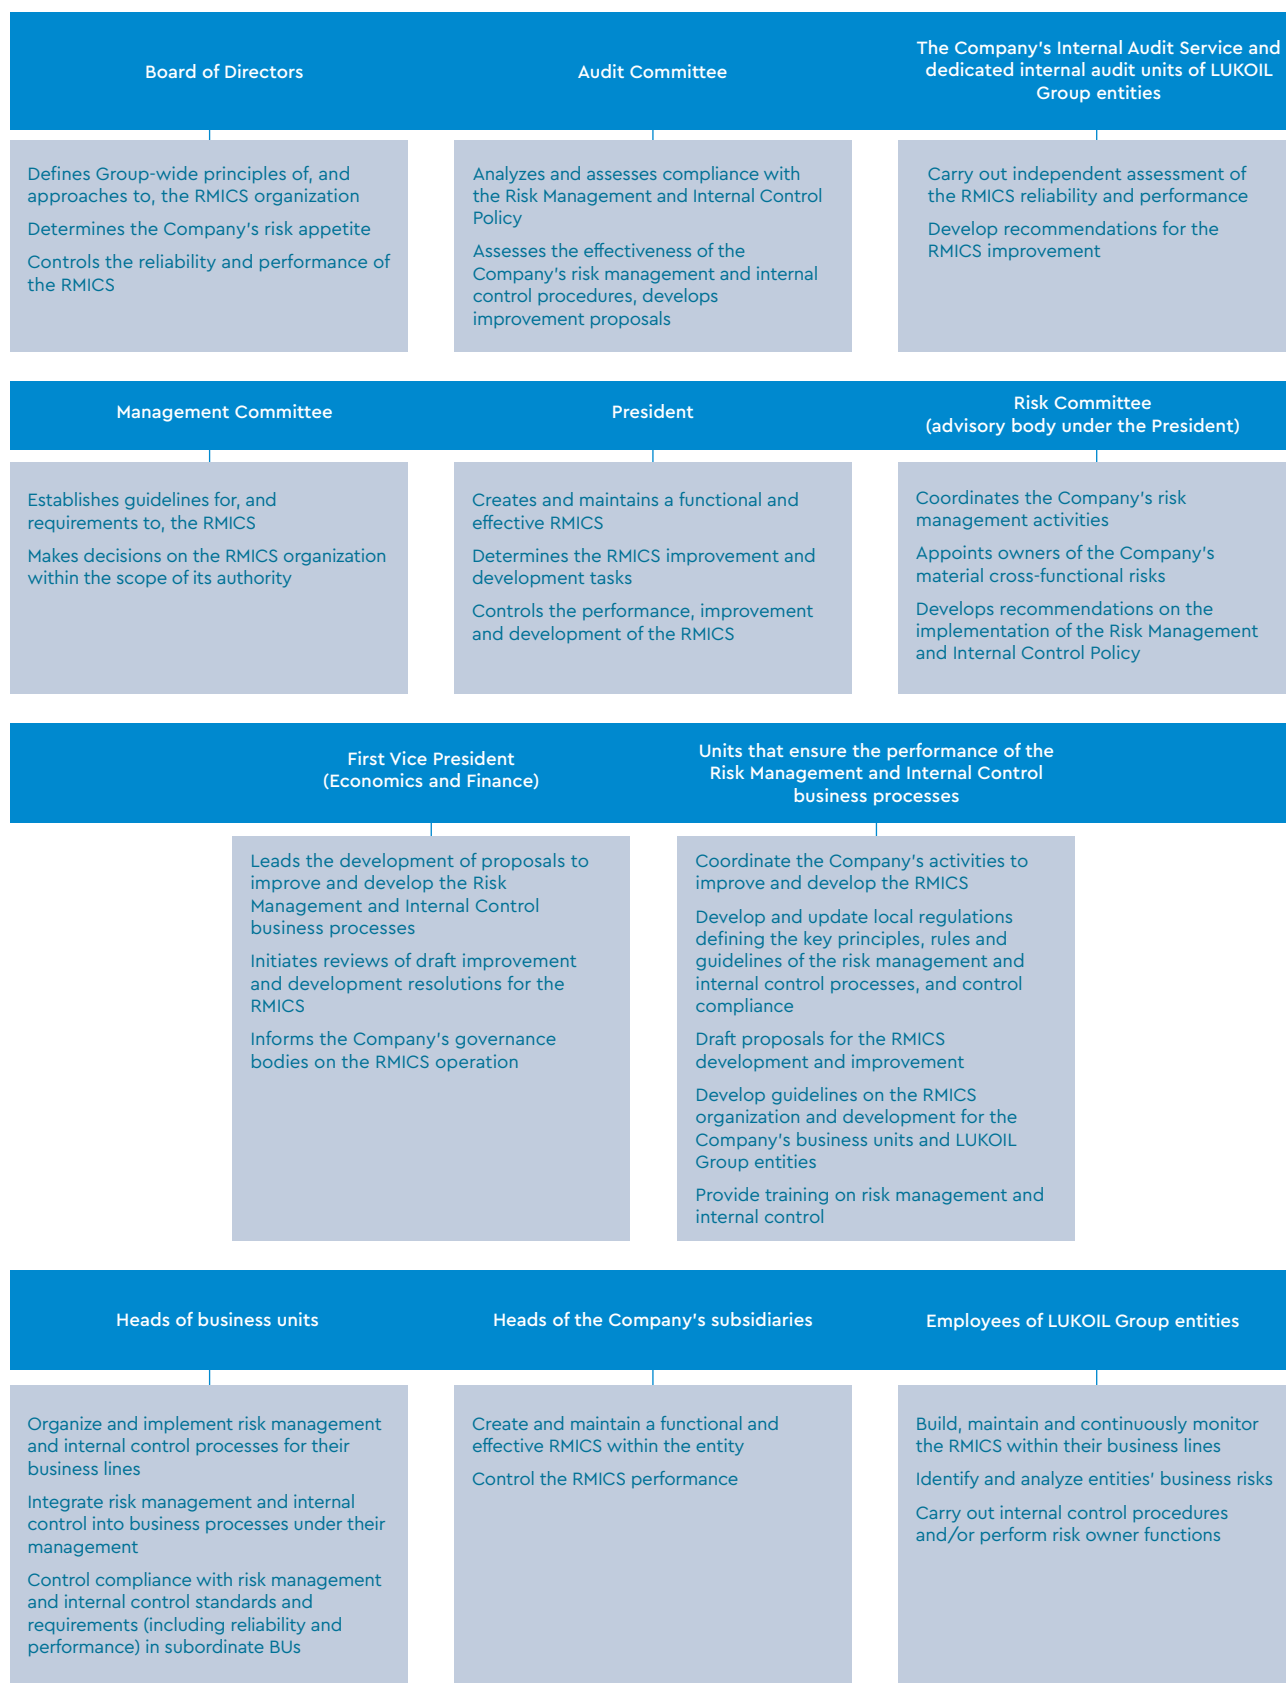 Board of Directors
Audit Committee
The Company's Internal Audit Service and
dedicated internal audit units of LUKOIL
Group entities
Defines Group-wide principles of, and
approaches to, the RMICS organization
Determines the Company's risk appetite
Controls the reliability and performance of
the RMICS
Analyzes and assesses compliance with
the Risk Management and Internal Control
Policy
Assesses the effectiveness of the
Company's risk management and internal
control procedures, develops
improvement proposals
Carry out independent assessment of
the RMICS reliability and performance
Develop recommendations for the
RMICS improvement
Management Committee
President
Risk Committee
(advisory body under the President)
Establishes guidelines for, and
requirements to, the RMICS
Makes decisions on the RMICS organization
within the scope of its authority
Creates and maintains a functional and
effective RMICS
Determines the RMICS improvement and
development tasks
Controls the performance, improvement
and development of the RMICS
Coordinates the Company's risk
management activities
Appoints owners of the Company's
material cross-functional risks
Develops recommendations on the
implementation of the Risk Management
and Internal Control Policy
First Vice President
(Economics and Finance)
Units that ensure the performance of the
Risk Management and Internal Control
business processes
Leads the development of proposals to
improve and develop the Risk
Management and Internal Control
business processes
Initiates reviews of draft improvement
and development resolutions for the
RMICS
Informs the Company's governance
bodies on the RMICS operation
Coordinate the Company's activities to
improve and develop the RMICS
Develop and update local regulations
defining the key principles, rules and
guidelines of the risk management and
internal control processes, and control
compliance
Draft proposals for the RMICS
development and improvement
Develop guidelines on the RMICS
organization and development for the
Company's business units and LUKOIL
Group entities
Provide training on risk management and
internal control
Heads of business units
Heads of the Company's subsidiaries
Employees of LUKOIL Group entities
Organize and implement risk management
and internal control processes for their
business lines
Integrate risk management and internal
control into business processes under their
management
Control compliance with risk management
and internal control standards and
requirements (including reliability and
performance) in subordinate BUs
Create and maintain a functional and
effective RMICS within the entity
Control the RMICS performance
Build, maintain and continuously monitor
the RMICS within their business lines
Identify and analyze entities' business risks
Carry out internal control procedures
and/or perform risk owner functions